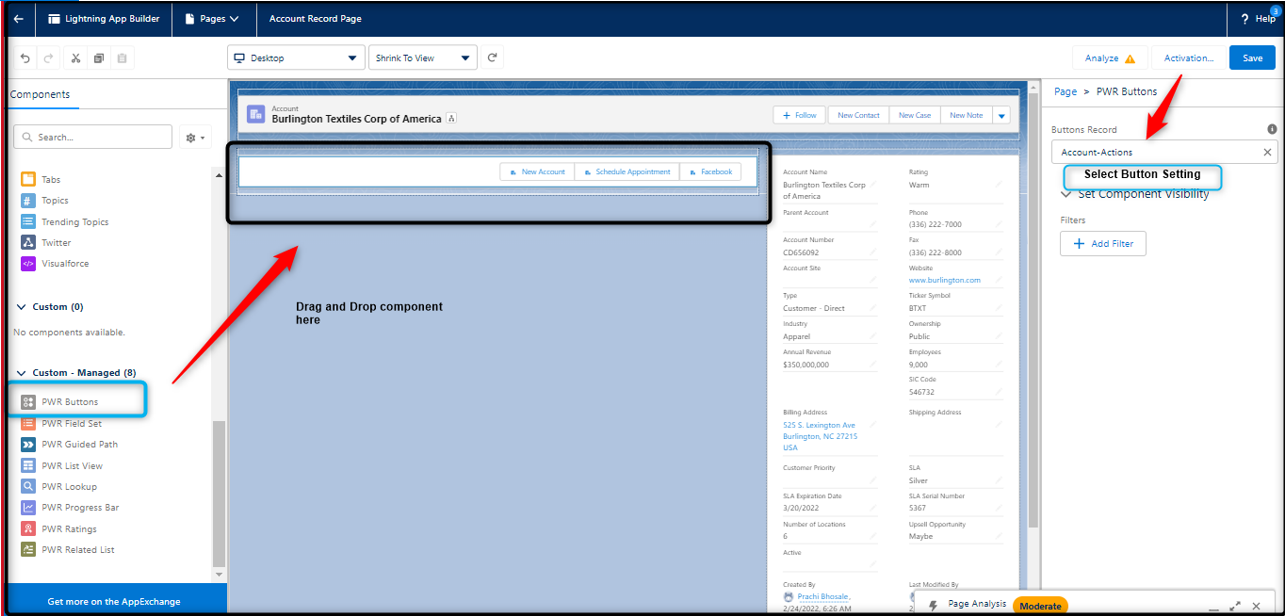 Lightning App Builder
Pages
Account Record Page
? Help
3
Desktop
Shrink To View
Analyze
Activation...
Save
Components
Search...
Tabs
Topics
Trending Topics
Twitter
Visualforce
Custom (0)
No components available.
Custom - Managed (8)
PWR Buttons
PWR Field Set
PWR Guided Path
PWR List View
PWR Lookup
PWR Progress Bar
PWR Ratings
PWR Related List
Get more on the AppExchange
Account
Burlington Textiles Corp of America
+ Follow
New Contact
New Case
New Note
New Account
Schedule Appointment
Facebook
Drag and Drop component
here
Account Name
Burlington Textiles Corp
of America
Rating
Warm
Parent Account
Phone
(336) 222-7000
Account Number
CD656092
Fax
(336) 222-8000
Account Site
Website
www.burlington.com
Type
Customer - Direct
Ticker Symbol
BTXT
Industry
Apparel
Ownership
Public
Annual Revenue
$350,000,000
Employees
9,000
SIC Code
546732
Billing Address
525 S. Lexington Ave
Burlington, NC 27215
USA
Shipping Address
Customer Priority
SLA
Silver
SLA Expiration Date
3/20/2022
SLA Serial Number
5367
Number of Locations
6
Upsell Opportunity
Maybe
Active
Created By
Prachi Bhosale,
2/24/2022, 6:26 AM
Last Modified By
Page > PWR Buttons
Buttons Record
Account-Actions
Select Button Setting
Set Component Visibility
Filters
+ Add Filter
Page Analysis
Moderate